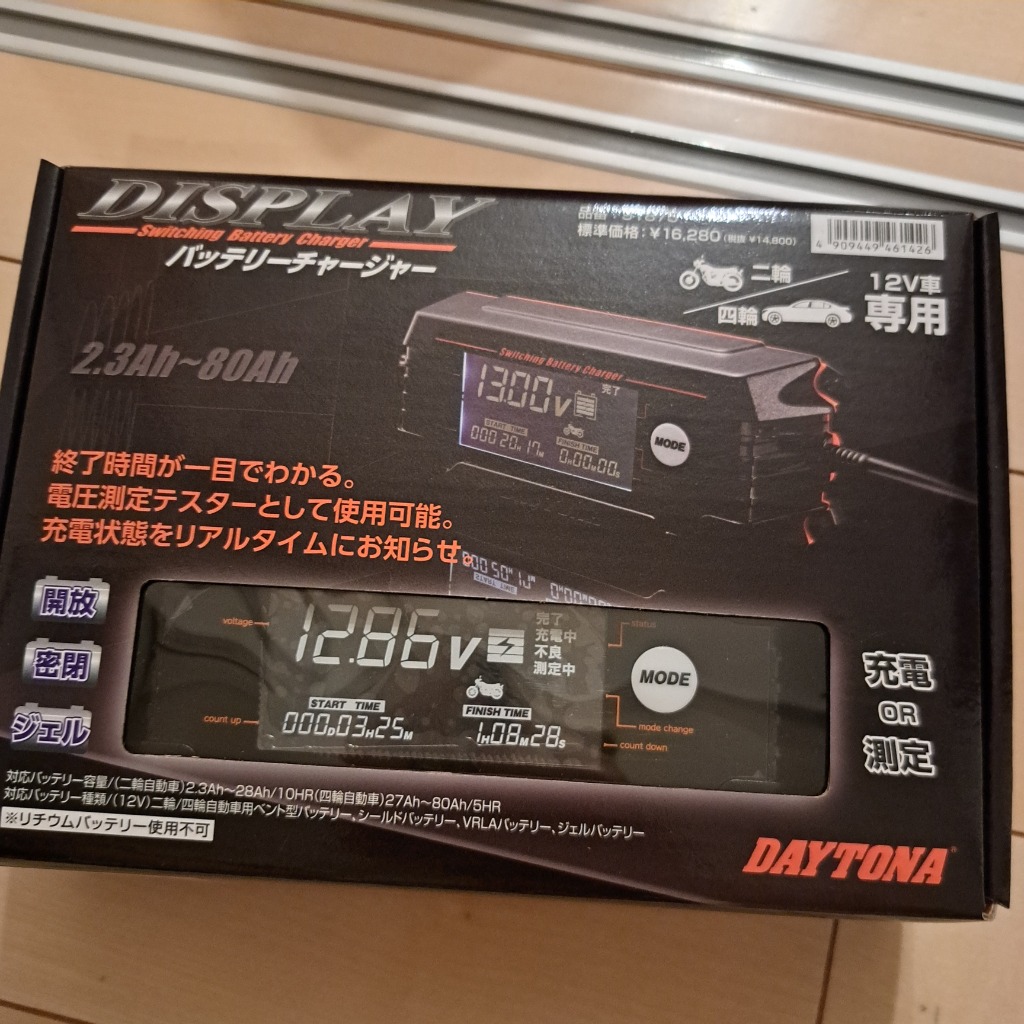 DISPLAY
Switching Battery Charger
バッテリーチャージャー
品番
標準価格：¥16,280（税抜 ¥14,800）
4 909449 461426
二輪
四輪
12V車
専用
2.3Ah～80Ah
Switching Battery Charger
13.00V
完了
START TIME
000D20H17M
FINISH TIME
0H00M00S
MODE
終了時間が一目でわかる。
電圧測定テスターとして使用可能。
充電状態をリアルタイムにお知らせ。
開放
密閉
ジェル
voltage
12.86V
完了
充電中
不良
測定中
status
MODE
START TIME
FINISH TIME
count up
000D03H25M
1H08M28S
mode change
count down
充電
OR
測定
対応バッテリー容量/(二輪自動車)2.3Ah～28Ah/10HR(四輪自動車)27Ah～80Ah/5HR
対応バッテリー種類/(12V)二輪/四輪自動車用ベント型バッテリー、シールドバッテリー、VRLAバッテリー、ジェルバッテリー
※リチウムバッテリー使用不可
DAYTONA